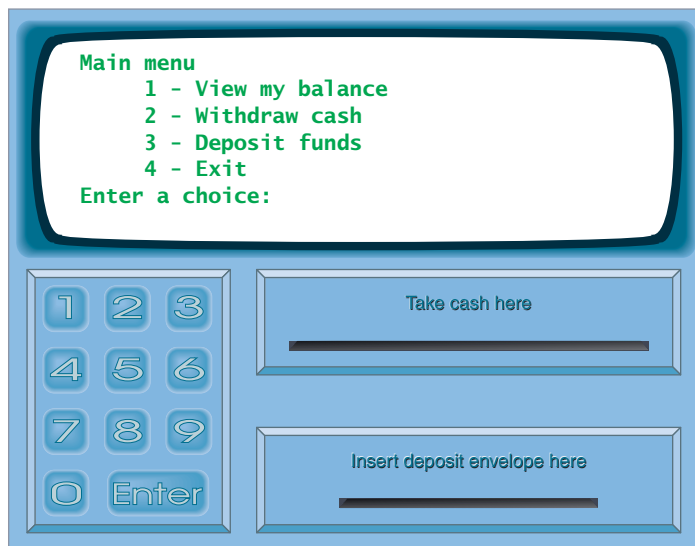 Main menu
1 - View my balance
2 - Withdraw cash
3 - Deposit funds
4 - Exit
Enter a choice:
1 2 3
4 5 6
7 8 9
0 Enter
Take cash here
Insert deposit envelope here